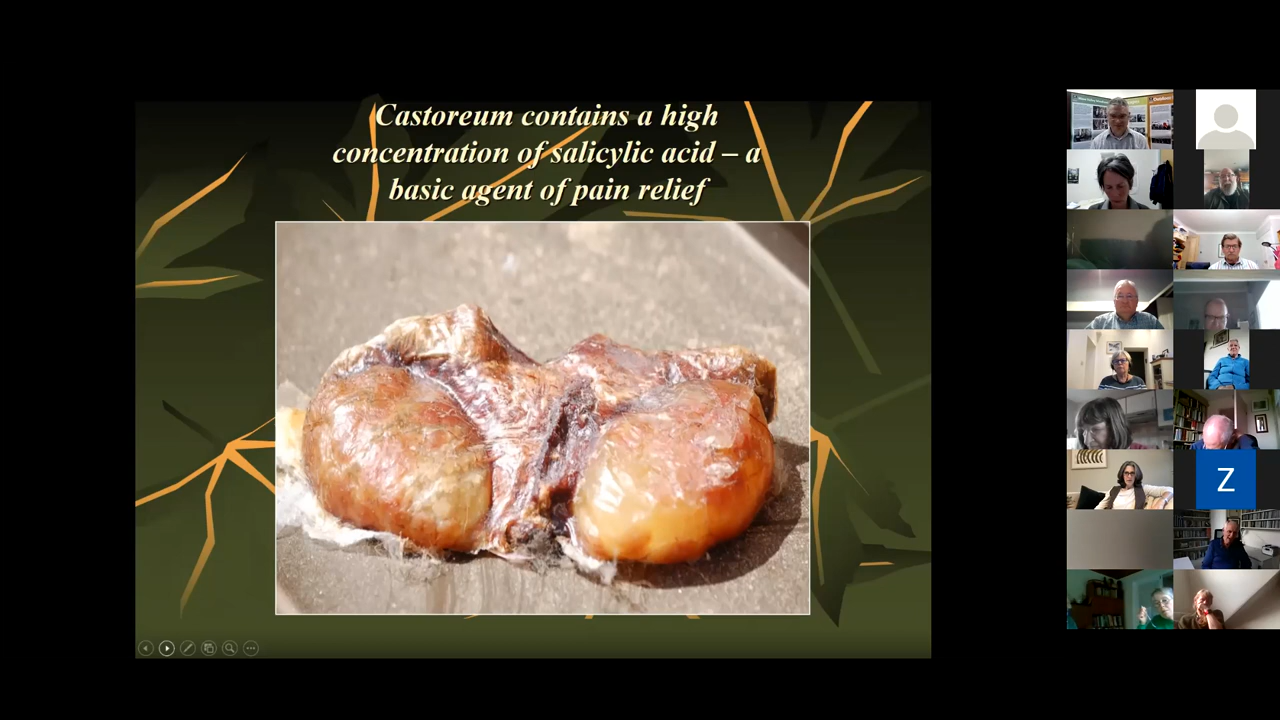 Castoreum contains a high
concentration of salicylic acid – a
basic agent of pain relief
Z